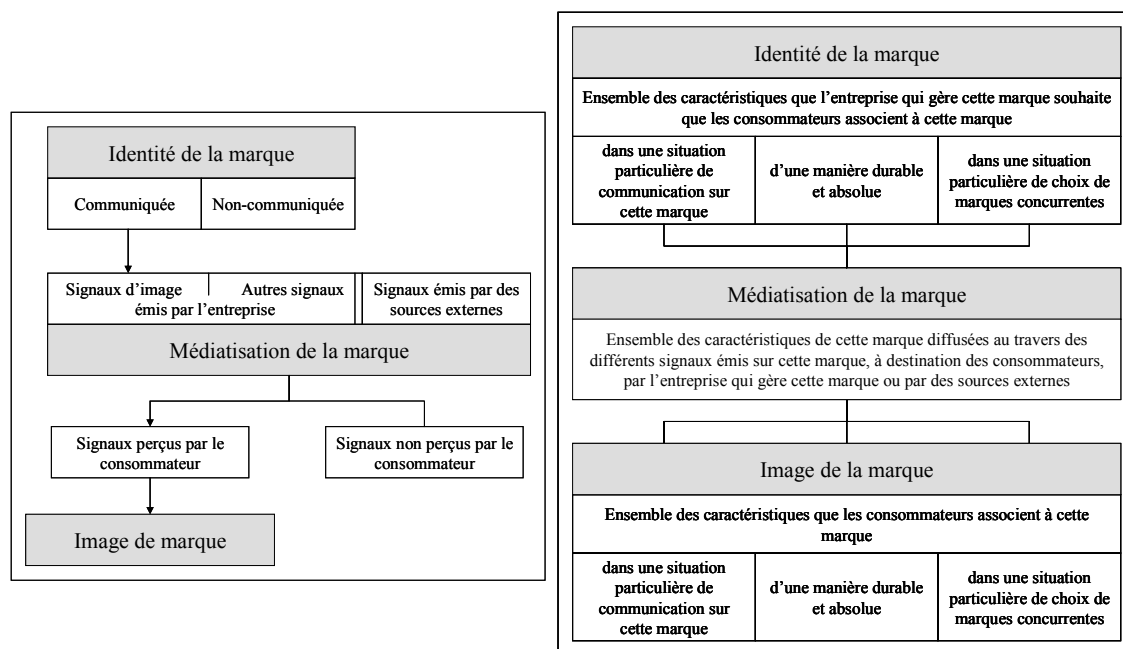 Identité de la marque
Communiquée
Non-communiquée
Signaux d'image
Autres signaux
émis par l'entreprise
Signaux émis par des
sources externes
Médiatisation de la marque
Signaux perçus par le
consommateur
Signaux non perçus par le
consommateur
Image de marque
Identité de la marque
Ensemble des caractéristiques que l'entreprise qui gère cette marque souhaite
que les consommateurs associent à cette marque
dans une situation
particulière de
communication sur
cette marque
d'une manière durable
et absolue
dans une situation
particulière de choix de
marques concurrentes
Médiatisation de la marque
Ensemble des caractéristiques de cette marque diffusées au travers des
différents signaux émis sur cette marque, à destination des consommateurs,
par l'entreprise qui gère cette marque ou par des sources externes
Image de la marque
Ensemble des caractéristiques que les consommateurs associent à cette
marque
dans une situation
particulière de
communication sur
cette marque
d'une manière durable
et absolue
dans une situation
particulière de choix de
marques concurrentes